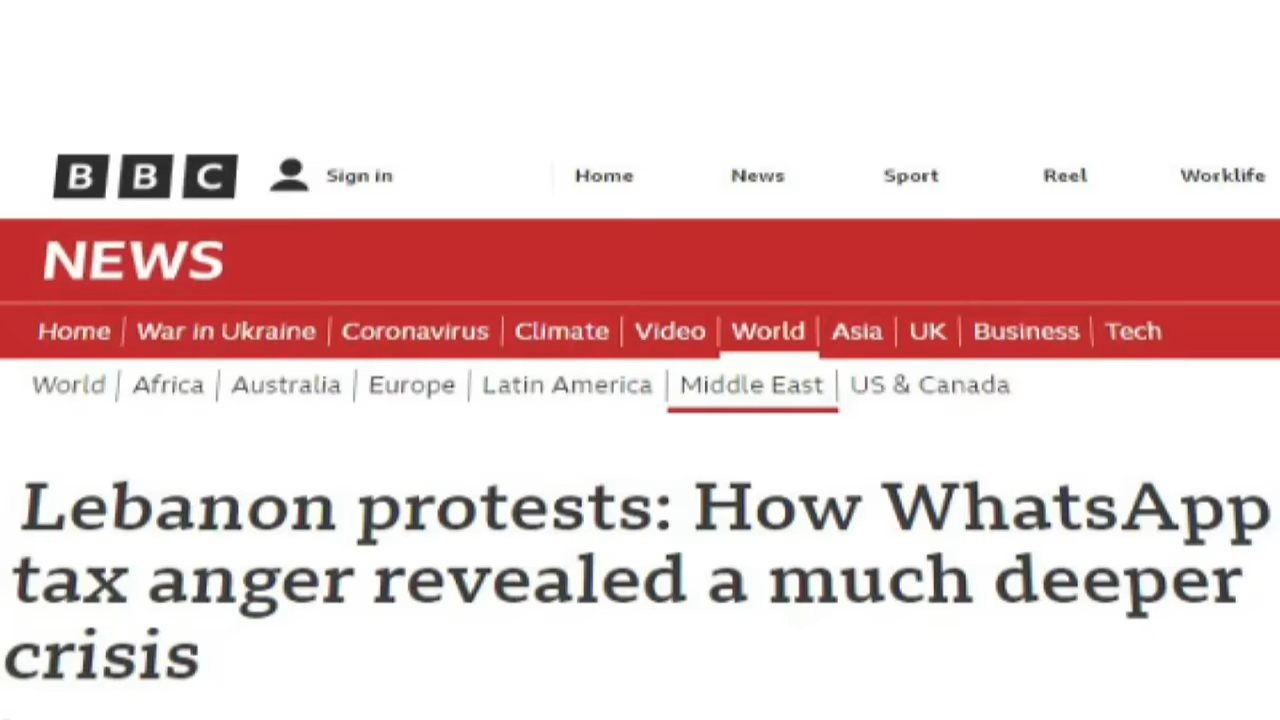 BBC Sign in Home News Sport Reel Worklife
NEWS
Home War in Ukraine Coronavirus Climate Video World Asia UK Business Tech
World Africa Australia Europe Latin America Middle East US & Canada
Lebanon protests: How WhatsApp
tax anger revealed a much deeper
crisis